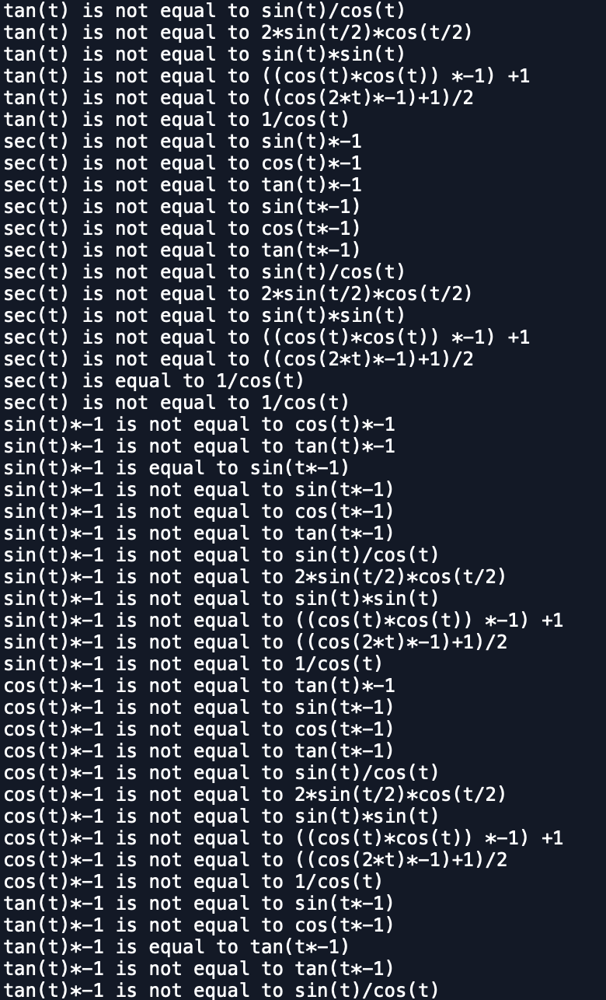 tan(t) is not equal to sin(t)/cos(t)
tan(t) is not equal to 2*sin(t/2)*cos(t/2)
tan(t) is not equal to sin(t)*sin(t)
tan(t) is not equal to ((cos(t)*cos(t)) *-1) +1
tan(t) is not equal to ((cos(2*t)*-1)+1)/2
tan(t) is not equal to 1/cos(t)
sec(t) is not equal to sin(t)*-1
sec(t) is not equal to cos(t)*-1
sec(t) is not equal to tan(t)*-1
sec(t) is not equal to sin(t*-1)
sec(t) is not equal to cos(t*-1)
sec(t) is not equal to tan(t*-1)
sec(t) is not equal to sin(t)/cos(t)
sec(t) is not equal to 2*sin(t/2)*cos(t/2)
sec(t) is not equal to sin(t)*sin(t)
sec(t) is not equal to ((cos(t)*cos(t)) *-1) +1
sec(t) is not equal to ((cos(2*t)*-1)+1)/2
sec(t) is equal to 1/cos(t)
sec(t) is not equal to 1/cos(t)
sin(t)*-1 is not equal to cos(t)*-1
sin(t)*-1 is not equal to tan(t)*-1
sin(t)*-1 is equal to sin(t*-1)
sin(t)*-1 is not equal to sin(t*-1)
sin(t)*-1 is not equal to cos(t*-1)
sin(t)*-1 is not equal to tan(t*-1)
sin(t)*-1 is not equal to sin(t)/cos(t)
sin(t)*-1 is not equal to 2*sin(t/2)*cos(t/2)
sin(t)*-1 is not equal to sin(t)*sin(t)
sin(t)*-1 is not equal to ((cos(t)*cos(t)) *-1) +1
sin(t)*-1 is not equal to ((cos(2*t)*-1)+1)/2
sin(t)*-1 is not equal to 1/cos(t)
cos(t)*-1 is not equal to tan(t)*-1
cos(t)*-1 is not equal to sin(t*-1)
cos(t)*-1 is not equal to cos(t*-1)
cos(t)*-1 is not equal to tan(t*-1)
cos(t)*-1 is not equal to sin(t)/cos(t)
cos(t)*-1 is not equal to 2*sin(t/2)*cos(t/2)
cos(t)*-1 is not equal to sin(t)*sin(t)
cos(t)*-1 is not equal to ((cos(t)*cos(t)) *-1) +1
cos(t)*-1 is not equal to ((cos(2*t)*-1)+1)/2
cos(t)*-1 is not equal to 1/cos(t)
tan(t)*-1 is not equal to sin(t*-1)
tan(t)*-1 is not equal to cos(t*-1)
tan(t)*-1 is equal to tan(t*-1)
tan(t)*-1 is not equal to tan(t*-1)
tan(t)*-1 is not equal to sin(t)/cos(t)